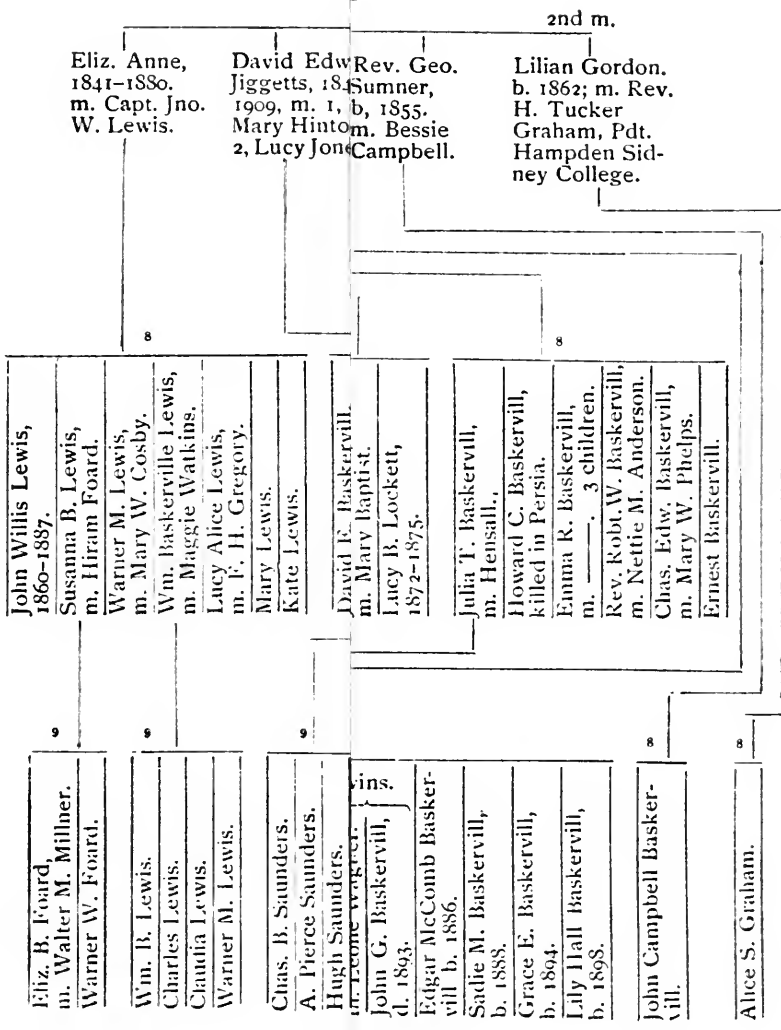 2nd m.
Eliz. Anne,
1841-1880.
m. Capt. Jno.
W. Lewis.
David Edw
Jiggetts, 184
1909, m. 1,
Mary Hinto
2, Lucy Jone
Rev. Geo.
Sumner,
b, 1855.
m. Bessie
Campbell.
Lilian Gordon.
b. 1862; m. Rev.
H. Tucker
Graham, Pdt.
Hampden Sid-
ney College.
8
John Willis Lewis,
1860-1887.
Susanna B. Lewis,
m. Hiram Foard.
Warner M. Lewis,
m. Mary W. Cosby.
Wm. Baskerville Lewis,
m. Maggie Watkins.
Lucy Alice Lewis,
m. F. H. Gregory.
Mary Lewis.
Kate Lewis.
David E. Baskervill.
m. Mary Baptist.
Lucy B. Lockett,
1872-1875.
8
Julia T. Baskervill,
m. Hensall.,
Howard C. Baskervill,
killed in Persia.
Emma R. Baskervill,
m. ——. 3 children.
Rev. Robt. W. Baskervill,
m. Nettie M. Anderson.
Chas. Edw. Baskervill,
m. Mary W. Phelps.
Ernest Baskervill.
9
Eliz. B. Foard,
m. Walter M. Millner.
Warner W. Foard.
9
Wm. B. Lewis.
Charles Lewis.
Claudia Lewis.
Warner M. Lewis.
9
Chas. B. Saunders.
A. Pierce Saunders.
Hugh Saunders.
vins.
m. Leone Wagner.
John G. Baskervill,
d. 1893.
Edgar McComb Basker-
vill b. 1886.
Sadie M. Baskervill,
b. 1888.
Grace E. Baskervill,
b. 1894.
Lily Hall Baskervill,
b. 1898.
8
John Campbell Basker-
vill.
8
Alice S. Graham.